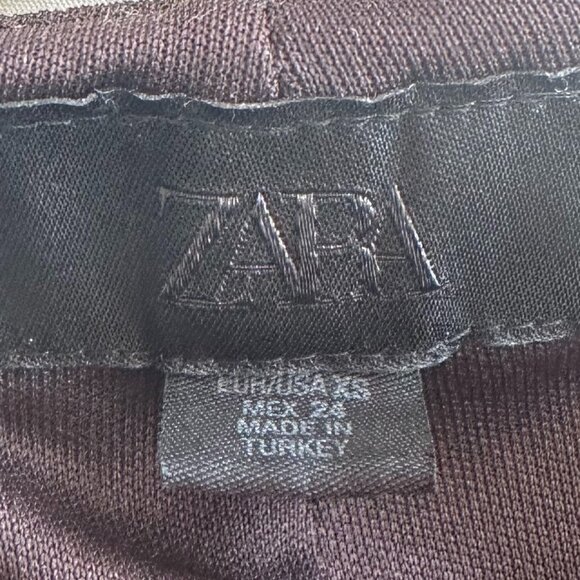 ZARA
EUR/USA XS
MEX 24
MADE IN
TURKEY